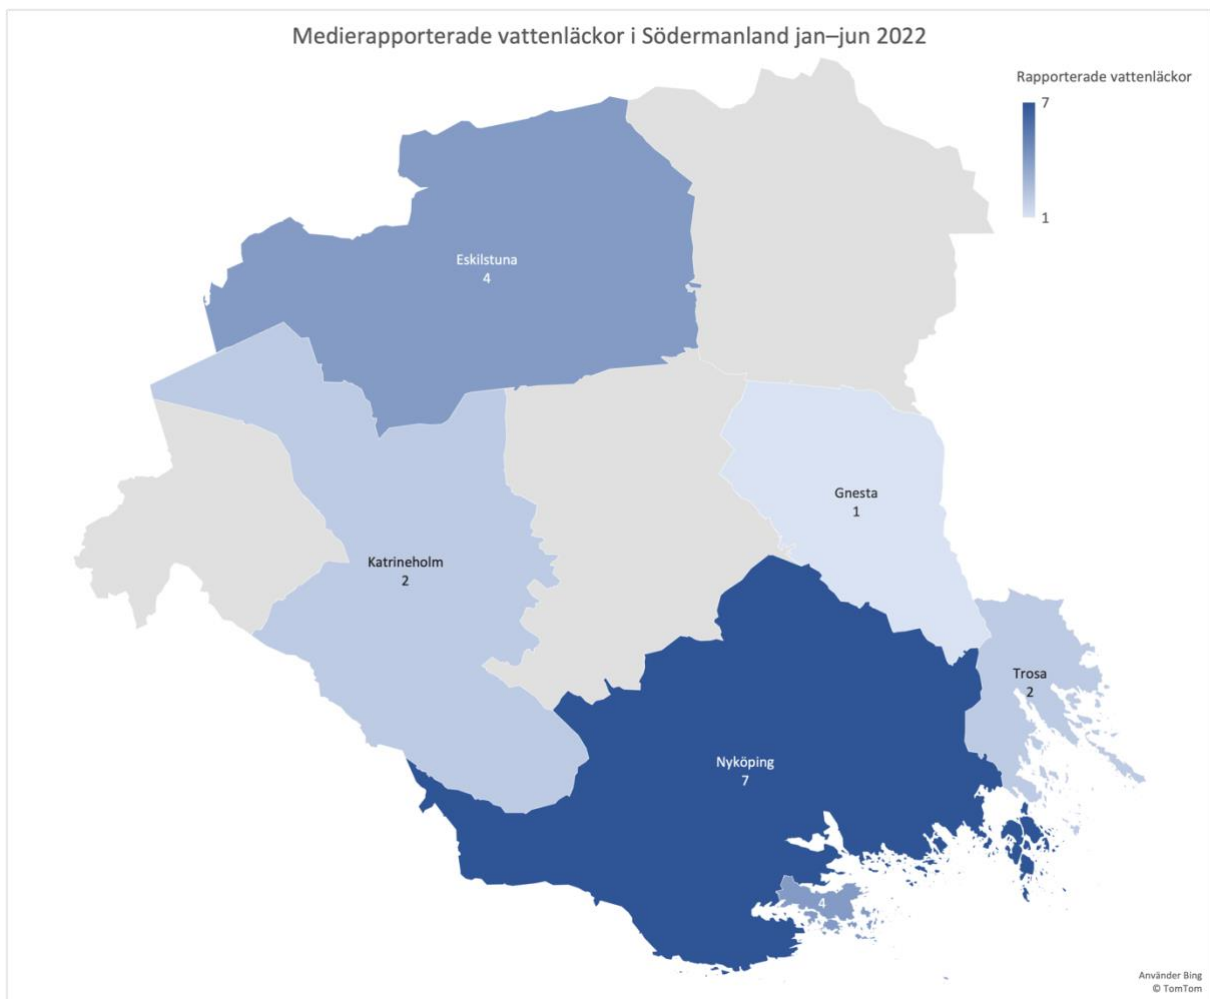 Medierapporterade vattenläckor i Södermanland jan–jun 2022
Rapporterade vattenläckor
7
1
Eskilstuna
4
Gnesta
1
Katrineholm
2
Trosa
2
Nyköping
7
4
Använder Bing
© TomTom